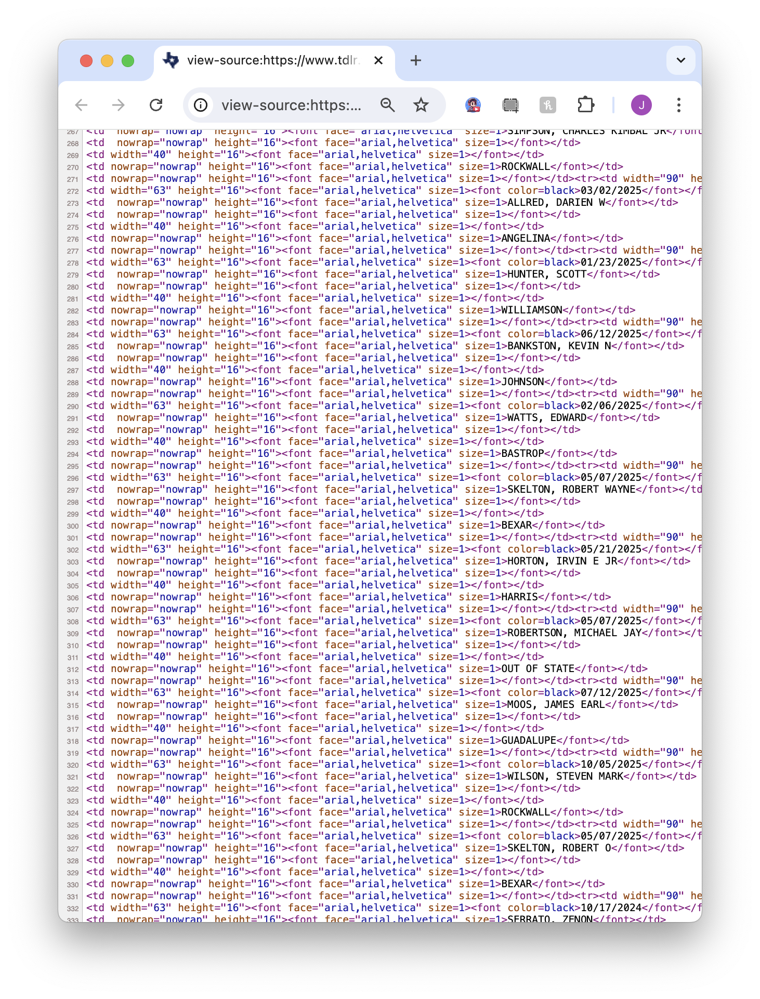 view-source:https://www.tdlr.
view-source:https:...
h
J
267 <td  nowrap="nowrap" height="16"><font face="arial,helvetica" size=1>SIMPSON, CHARLES KIMBAL JR</font
268 <td  nowrap="nowrap" height="16"><font face="arial,helvetica" size=1></font></td>
269 <td width="40" height="16"><font face="arial,helvetica" size=1></font></td>
270 <td nowrap="nowrap" height="16"><font face="arial,helvetica" size=1>ROCKWALL</font></td>
271 <td nowrap="nowrap" height="16"><font face="arial,helvetica" size=1></font></td><tr><td width="90" he
272 <td width="63" height="16"><font face="arial,helvetica" size=1><font color=black>03/02/2025</font></f
273 <td  nowrap="nowrap" height="16"><font face="arial,helvetica" size=1>ALLRED, DARIEN W</font></td>
274 <td  nowrap="nowrap" height="16"><font face="arial,helvetica" size=1></font></td>
275 <td width="40" height="16"><font face="arial,helvetica" size=1></font></td>
276 <td nowrap="nowrap" height="16"><font face="arial,helvetica" size=1>ANGELINA</font></td>
277 <td nowrap="nowrap" height="16"><font face="arial,helvetica" size=1></font></td><tr><td width="90" he
278 <td width="63" height="16"><font face="arial,helvetica" size=1><font color=black>01/23/2025</font></f
279 <td  nowrap="nowrap" height="16"><font face="arial,helvetica" size=1>HUNTER, SCOTT</font></td>
280 <td  nowrap="nowrap" height="16"><font face="arial,helvetica" size=1></font></td>
281 <td width="40" height="16"><font face="arial,helvetica" size=1></font></td>
282 <td nowrap="nowrap" height="16"><font face="arial,helvetica" size=1>WILLIAMSON</font></td>
283 <td nowrap="nowrap" height="16"><font face="arial,helvetica" size=1></font></td><tr><td width="90" he
284 <td width="63" height="16"><font face="arial,helvetica" size=1><font color=black>06/12/2025</font></f
285 <td  nowrap="nowrap" height="16"><font face="arial,helvetica" size=1>BANKSTON, KEVIN N</font></td>
286 <td  nowrap="nowrap" height="16"><font face="arial,helvetica" size=1></font></td>
287 <td width="40" height="16"><font face="arial,helvetica" size=1></font></td>
288 <td nowrap="nowrap" height="16"><font face="arial,helvetica" size=1>JOHNSON</font></td>
289 <td nowrap="nowrap" height="16"><font face="arial,helvetica" size=1></font></td><tr><td width="90" he
290 <td width="63" height="16"><font face="arial,helvetica" size=1><font color=black>02/06/2025</font></f
291 <td  nowrap="nowrap" height="16"><font face="arial,helvetica" size=1>WATTS, EDWARD</font></td>
292 <td  nowrap="nowrap" height="16"><font face="arial,helvetica" size=1></font></td>
293 <td width="40" height="16"><font face="arial,helvetica" size=1></font></td>
294 <td nowrap="nowrap" height="16"><font face="arial,helvetica" size=1>BASTROP</font></td>
295 <td nowrap="nowrap" height="16"><font face="arial,helvetica" size=1></font></td><tr><td width="90" he
296 <td width="63" height="16"><font face="arial,helvetica" size=1><font color=black>05/07/2025</font></f
297 <td  nowrap="nowrap" height="16"><font face="arial,helvetica" size=1>SKELTON, ROBERT WAYNE</font></td
298 <td  nowrap="nowrap" height="16"><font face="arial,helvetica" size=1></font></td>
299 <td width="40" height="16"><font face="arial,helvetica" size=1></font></td>
300 <td nowrap="nowrap" height="16"><font face="arial,helvetica" size=1>BEXAR</font></td>
301 <td nowrap="nowrap" height="16"><font face="arial,helvetica" size=1></font></td><tr><td width="90" he
302 <td width="63" height="16"><font face="arial,helvetica" size=1><font color=black>05/21/2025</font></f
303 <td  nowrap="nowrap" height="16"><font face="arial,helvetica" size=1>HORTON, IRVIN E JR</font></td>
304 <td  nowrap="nowrap" height="16"><font face="arial,helvetica" size=1></font></td>
305 <td width="40" height="16"><font face="arial,helvetica" size=1></font></td>
306 <td nowrap="nowrap" height="16"><font face="arial,helvetica" size=1>HARRIS</font></td>
307 <td nowrap="nowrap" height="16"><font face="arial,helvetica" size=1></font></td><tr><td width="90" he
308 <td width="63" height="16"><font face="arial,helvetica" size=1><font color=black>05/07/2025</font></f
309 <td  nowrap="nowrap" height="16"><font face="arial,helvetica" size=1>ROBERTSON, MICHAEL JAY</font></t
310 <td  nowrap="nowrap" height="16"><font face="arial,helvetica" size=1></font></td>
311 <td width="40" height="16"><font face="arial,helvetica" size=1></font></td>
312 <td nowrap="nowrap" height="16"><font face="arial,helvetica" size=1>OUT OF STATE</font></td>
313 <td nowrap="nowrap" height="16"><font face="arial,helvetica" size=1></font></td><tr><td width="90" he
314 <td width="63" height="16"><font face="arial,helvetica" size=1><font color=black>07/12/2025</font></f
315 <td  nowrap="nowrap" height="16"><font face="arial,helvetica" size=1>MOOS, JAMES EARL</font></td>
316 <td  nowrap="nowrap" height="16"><font face="arial,helvetica" size=1></font></td>
317 <td width="40" height="16"><font face="arial,helvetica" size=1></font></td>
318 <td nowrap="nowrap" height="16"><font face="arial,helvetica" size=1>GUADALUPE</font></td>
319 <td nowrap="nowrap" height="16"><font face="arial,helvetica" size=1></font></td><tr><td width="90" he
320 <td width="63" height="16"><font face="arial,helvetica" size=1><font color=black>10/05/2025</font></f
321 <td  nowrap="nowrap" height="16"><font face="arial,helvetica" size=1>WILSON, STEVEN MARK</font></td>
322 <td  nowrap="nowrap" height="16"><font face="arial,helvetica" size=1></font></td>
323 <td width="40" height="16"><font face="arial,helvetica" size=1></font></td>
324 <td nowrap="nowrap" height="16"><font face="arial,helvetica" size=1>ROCKWALL</font></td>
325 <td nowrap="nowrap" height="16"><font face="arial,helvetica" size=1></font></td><tr><td width="90" he
326 <td width="63" height="16"><font face="arial,helvetica" size=1><font color=black>05/07/2025</font></f
327 <td  nowrap="nowrap" height="16"><font face="arial,helvetica" size=1>SKELTON, ROBERT O</font></td>
328 <td  nowrap="nowrap" height="16"><font face="arial,helvetica" size=1></font></td>
329 <td width="40" height="16"><font face="arial,helvetica" size=1></font></td>
330 <td nowrap="nowrap" height="16"><font face="arial,helvetica" size=1>BEXAR</font></td>
331 <td nowrap="nowrap" height="16"><font face="arial,helvetica" size=1></font></td><tr><td width="90" he
332 <td width="63" height="16"><font face="arial,helvetica" size=1><font color=black>10/17/2024</font></f
333 <td  nowrap="nowrap" height="16"><font face="arial,helvetica" size=1>SERRATO, ZENON</font></td>